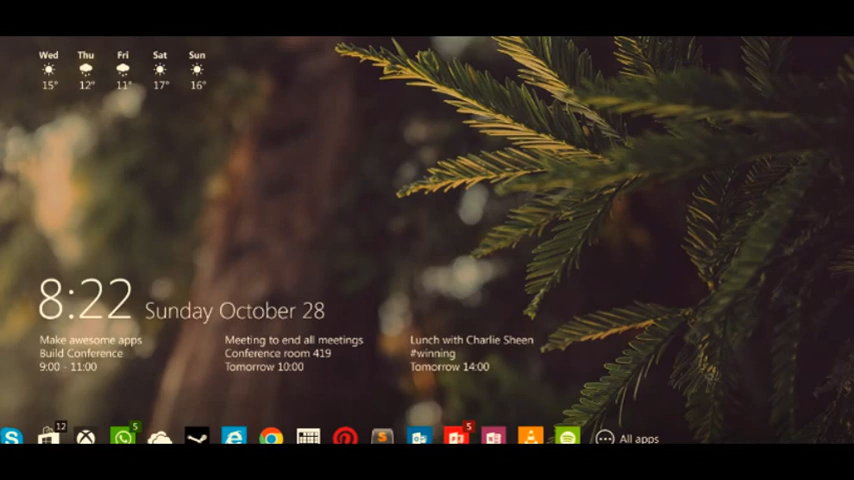 Wed Thu Fri Sat Sun
15° 12° 11° 17° 16°
8:22 Sunday October 28
Make awesome apps
Build Conference
9:00 - 11:00
Meeting to end all meetings
Conference room 419
Tomorrow 10:00
Lunch with Charlie Sheen
#winning
Tomorrow 14:00
12 5 5
All apps